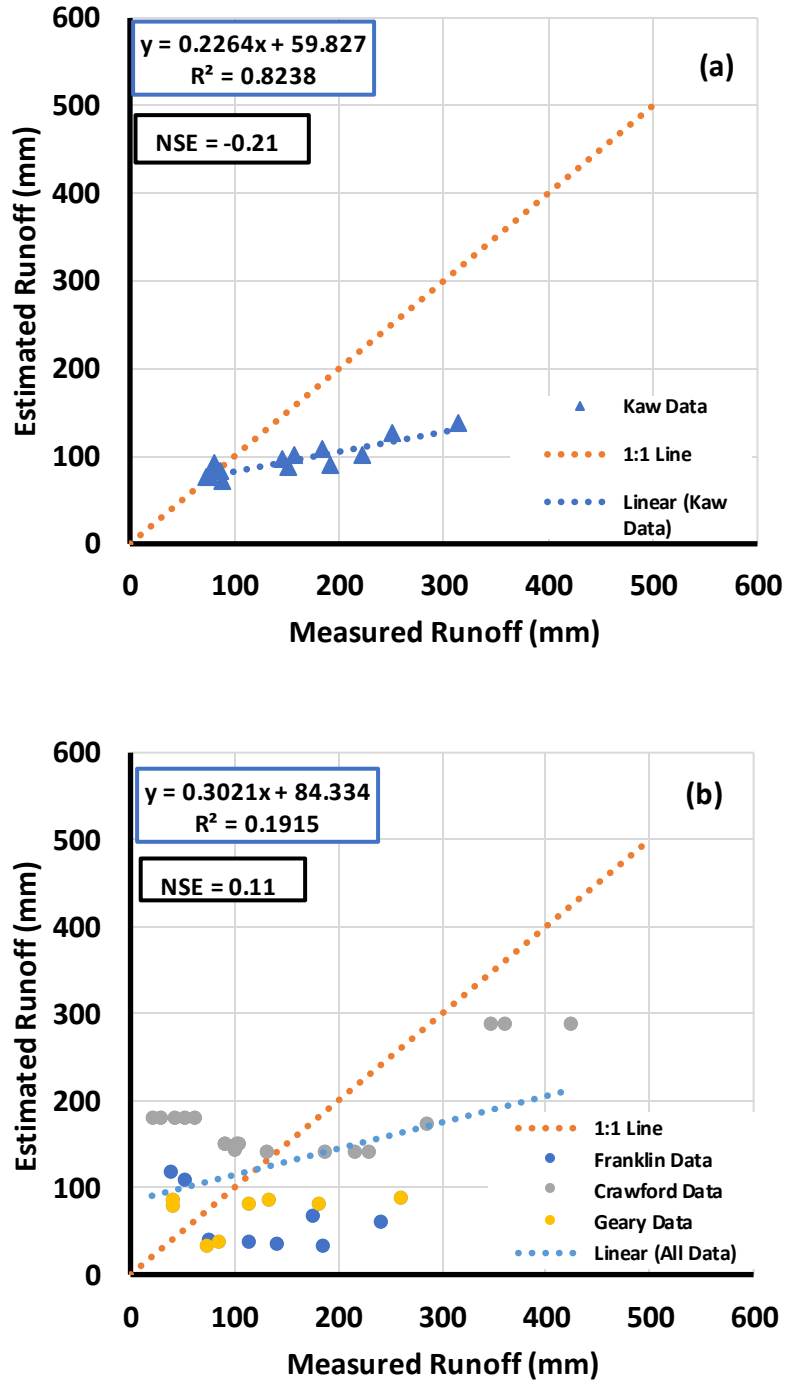 600
y = 0.2264x + 59.827
R² = 0.8238
(a)
500
NSE = -0.21
400
300
200
100
0
Estimated Runoff (mm)
Kaw Data
1:1 Line
Linear (Kaw
Data)
0 100 200 300 400 500 600
Measured Runoff (mm)
600
y = 0.3021x + 84.334
R² = 0.1915
(b)
500
NSE = 0.11
400
300
200
100
0
Estimated Runoff (mm)
1:1 Line
Franklin Data
Crawford Data
Geary Data
Linear (All Data)
0 100 200 300 400 500 600
Measured Runoff (mm)